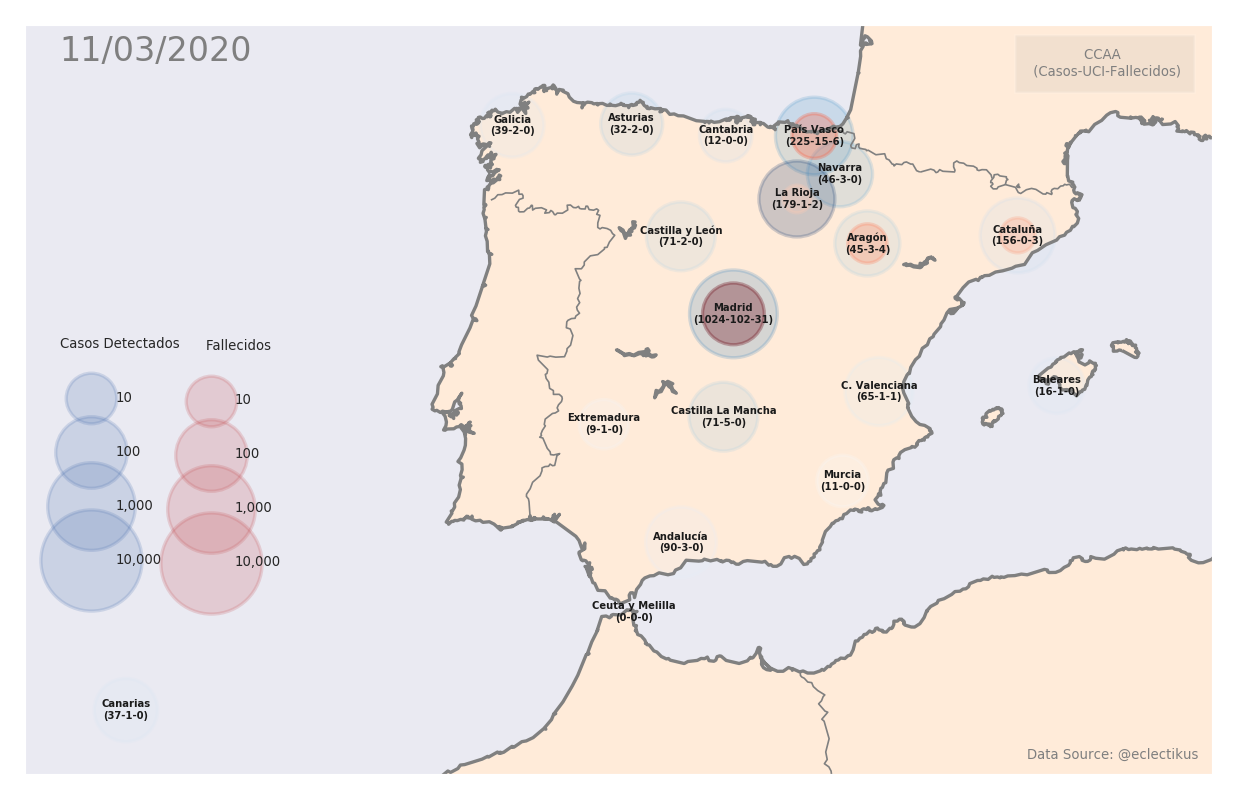 11/03/2020
CCAA
(Casos-UCI-Fallecidos)
Galicia
(39-2-0)
Asturias
(32-2-0)
Cantabria
(12-0-0)
País Vasco
(225-15-6)
Navarra
(46-3-0)
La Rioja
(179-1-2)
Castilla y León
(71-2-0)
Aragón
(45-3-4)
Cataluña
(156-0-3)
Madrid
(1024-102-31)
Casos Detectados
10
100
1,000
10,000
Fallecidos
10
100
1,000
10,000
C. Valenciana
(65-1-1)
Baleares
(16-1-0)
Extremadura
(9-1-0)
Castilla La Mancha
(71-5-0)
Murcia
(11-0-0)
Andalucía
(90-3-0)
Ceuta y Melilla
(0-0-0)
Canarias
(37-1-0)
Data Source: @eclectikus